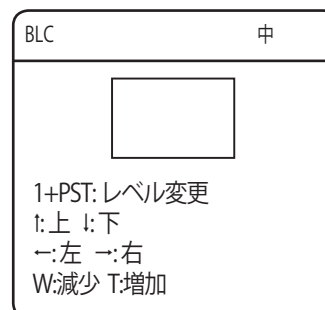 BLC 中
1+PST: レベル変更
↑: 上 ↓: 下
←: 左 →: 右
W:減少 T:増加